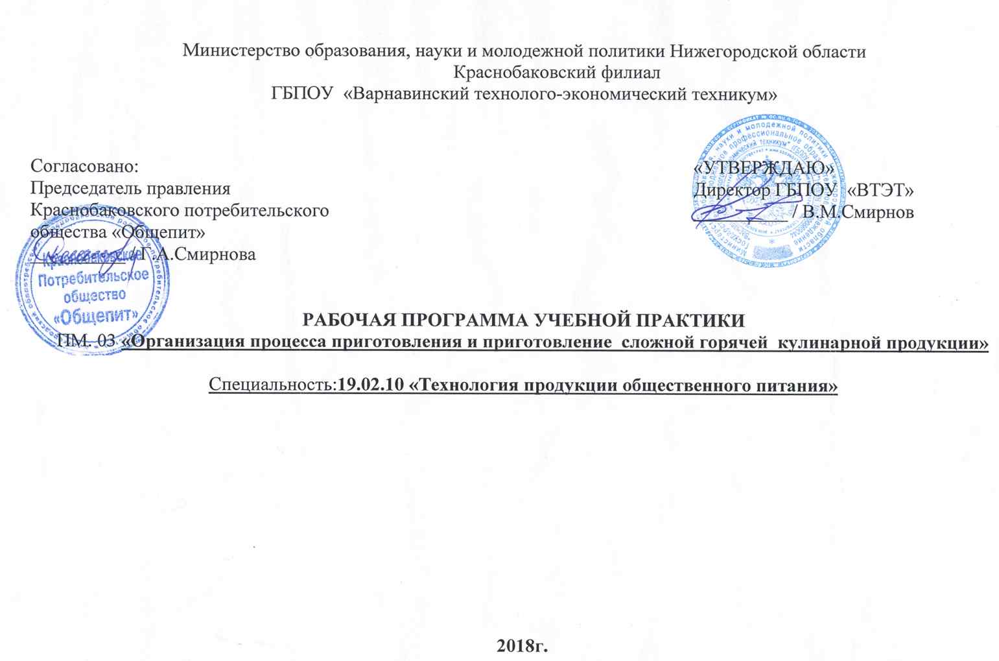 Министерство образования, науки и молодежной политики Нижегородской области
Краснобаковский филиал
ГБПОУ «Варнавинский технолого-экономический техникум»
Согласовано:
Председатель правления
Краснобаковского потребительского
общества «Общепит»
/ Г.А.Смирнова
Краснобаковское
Потребительское
общество
«Общепит»
«УТВЕРЖДАЮ»
Директор ГБПОУ «ВТЭТ»
/ В.М.Смирнов
РАБОЧАЯ ПРОГРАММА УЧЕБНОЙ ПРАКТИКИ
ПМ. 03 «Организация процесса приготовления и приготовление сложной горячей кулинарной продукции»
Специальность:19.02.10 «Технология продукции общественного питания»
2018г.